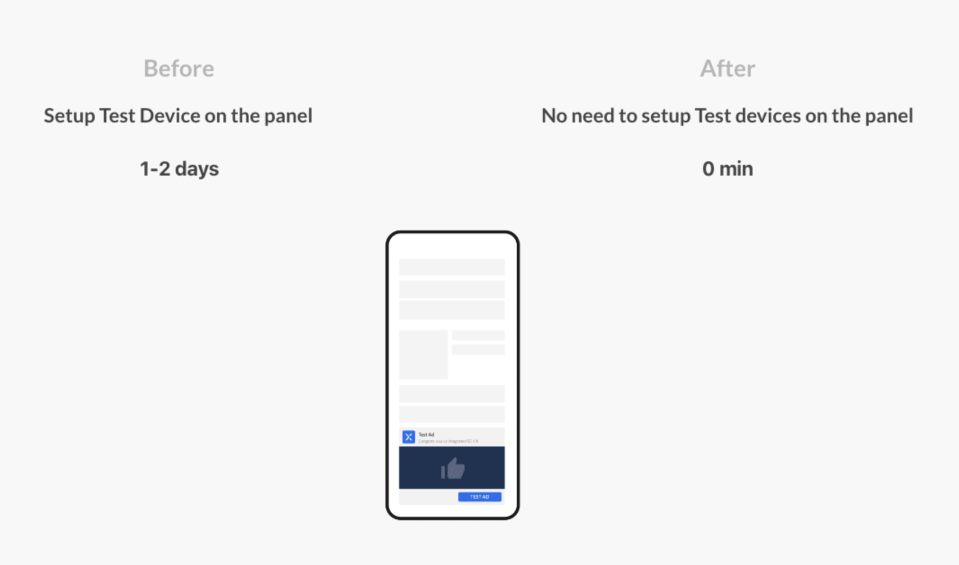 Before
Setup Test Device on the panel
1-2 days
After
No need to setup Test devices on the panel
0 min
Test Ad
TEST AD